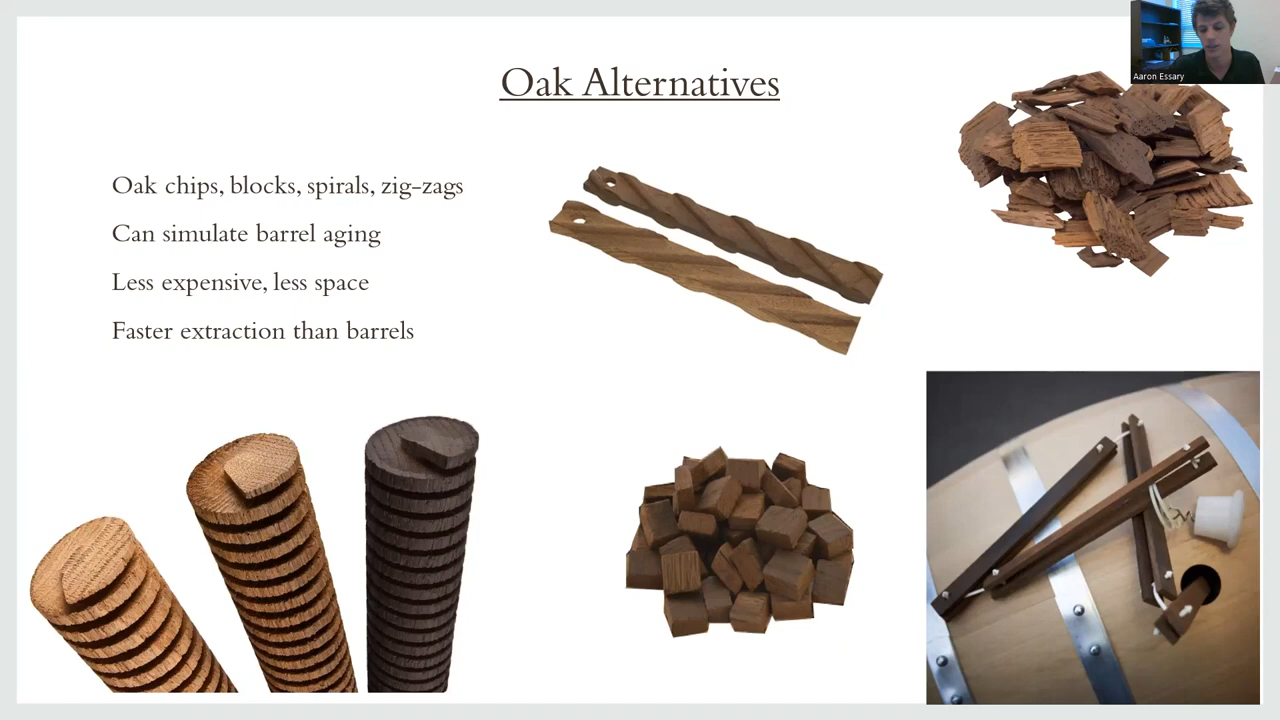 Aaron Essary
Oak Alternatives
Oak chips, blocks, spirals, zig-zags
Can simulate barrel aging
Less expensive, less space
Faster extraction than barrels